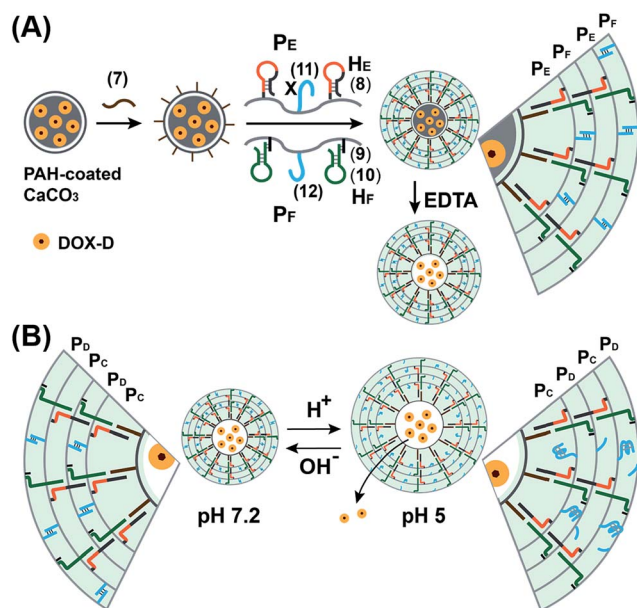 (A)
(7)
PE
(11)
HE
X
(8)
(9)
(10)
(12)
PF
HF
PAH-coated
CaCO3
DOX-D
EDTA
PE PF PE PF
(B)
PD PC PD PC
H+
OH-
pH 7.2
pH 5
PC PD PC PD